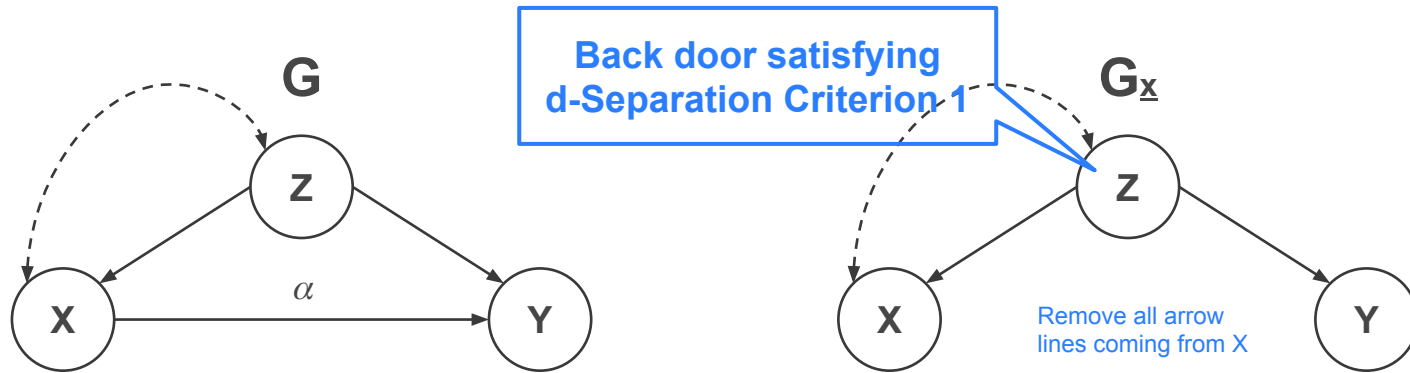 Back door satisfying
d-Separation Criterion 1
G
Gx
Z
Z
α
X
Y
X
Remove all arrow
lines coming from X
Y